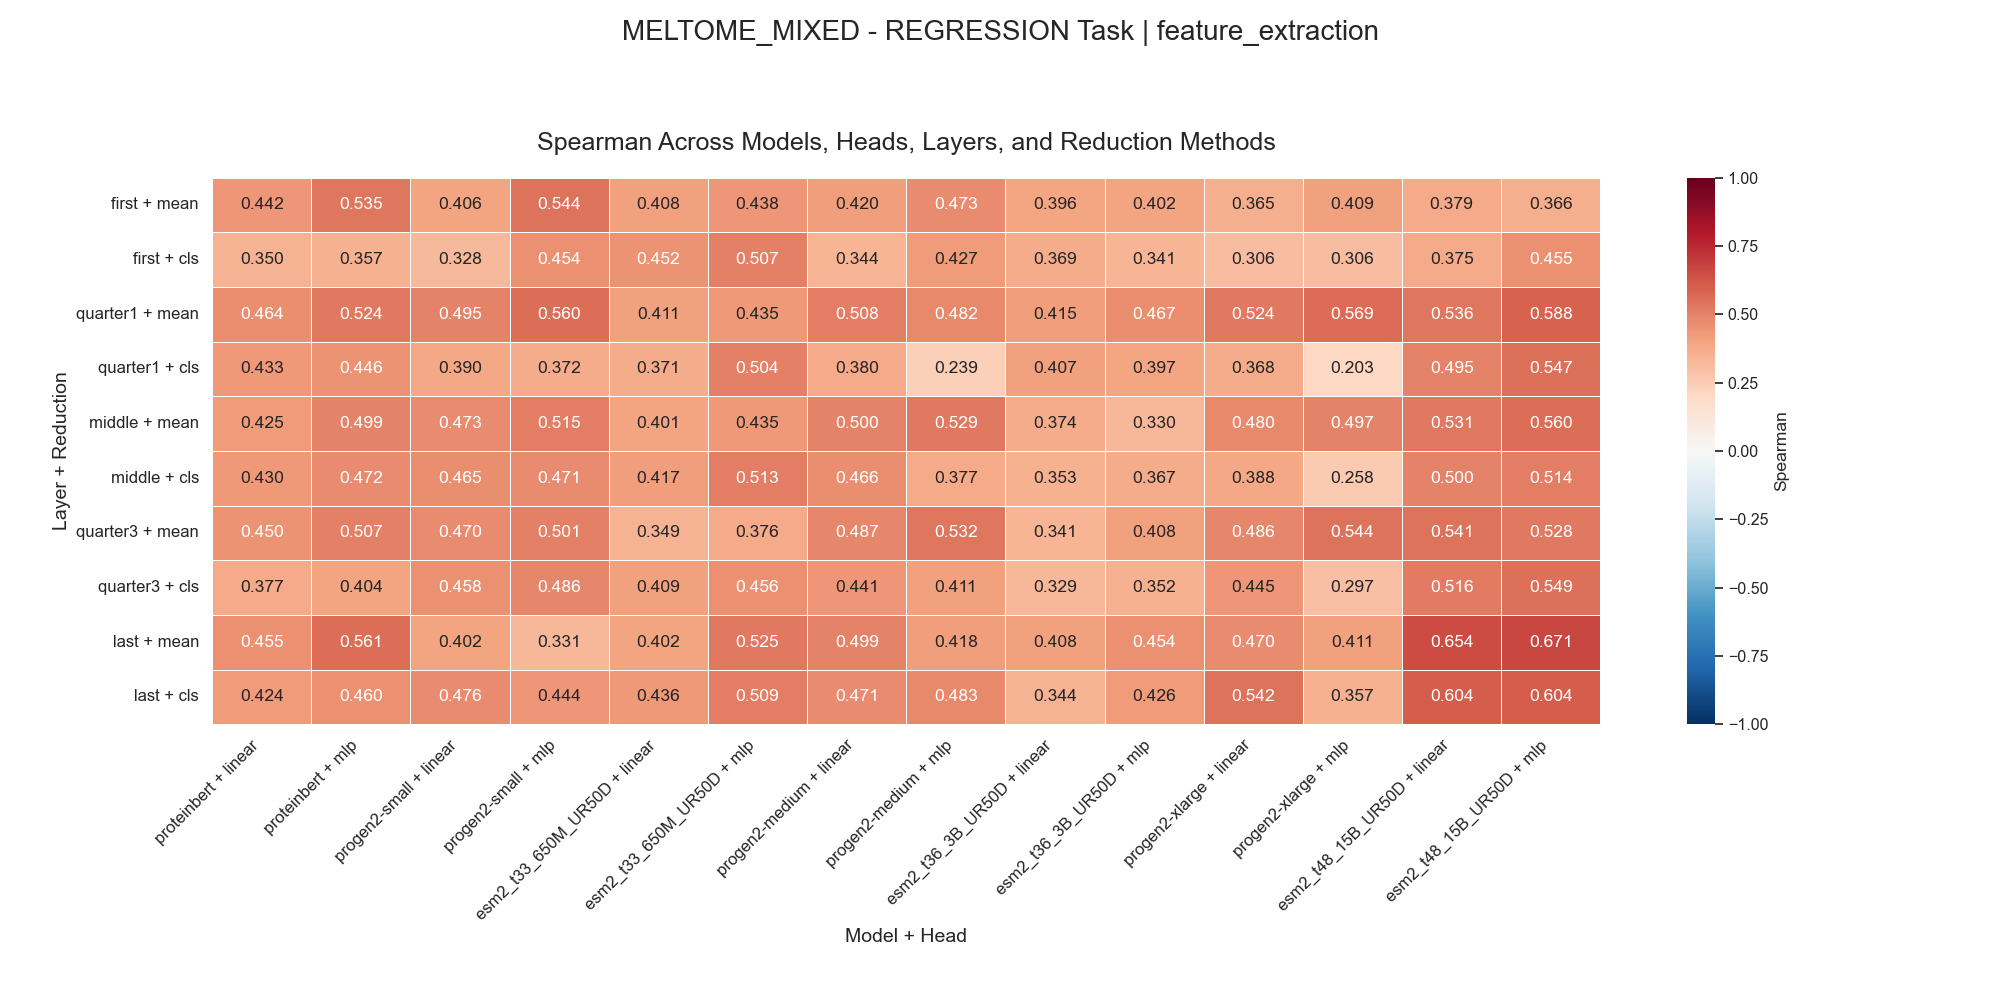 MELTOME_MIXED - REGRESSION Task | feature_extraction
Spearman Across Models, Heads, Layers, and Reduction Methods
Layer + Reduction
first + mean 0.442 0.535 0.406 0.544 0.408 0.438 0.420 0.473 0.396 0.402 0.365 0.409 0.379 0.366
first + cls 0.350 0.357 0.328 0.454 0.452 0.507 0.344 0.427 0.369 0.341 0.306 0.306 0.375 0.455
quarter1 + mean 0.464 0.524 0.495 0.560 0.411 0.435 0.508 0.482 0.415 0.467 0.524 0.569 0.536 0.588
quarter1 + cls 0.433 0.446 0.390 0.372 0.371 0.504 0.380 0.239 0.407 0.397 0.368 0.203 0.495 0.547
middle + mean 0.425 0.499 0.473 0.515 0.401 0.435 0.500 0.529 0.374 0.330 0.480 0.497 0.531 0.560
middle + cls 0.430 0.472 0.465 0.471 0.417 0.513 0.466 0.377 0.353 0.367 0.388 0.258 0.500 0.514
quarter3 + mean 0.450 0.507 0.470 0.501 0.349 0.376 0.487 0.532 0.341 0.408 0.486 0.544 0.541 0.528
quarter3 + cls 0.377 0.404 0.458 0.486 0.409 0.456 0.441 0.411 0.329 0.352 0.445 0.297 0.516 0.549
last + mean 0.455 0.561 0.402 0.331 0.402 0.525 0.499 0.418 0.408 0.454 0.470 0.411 0.654 0.671
last + cls 0.424 0.460 0.476 0.444 0.436 0.509 0.471 0.483 0.344 0.426 0.542 0.357 0.604 0.604
proteinbert + linear
proteinbert + mlp
progen2-small + linear
progen2-small + mlp
esm2_t33_650M_UR50D + linear
esm2_t33_650M_UR50D + mlp
progen2-medium + linear
progen2-medium + mlp
esm2_t36_3B_UR50D + linear
esm2_t36_3B_UR50D + mlp
progen2-xlarge + linear
progen2-xlarge + mlp
esm2_t48_15B_UR50D + linear
esm2_t48_15B_UR50D + mlp
Model + Head
1.00
0.75
0.50
0.25
0.00
−0.25
−0.50
−0.75
−1.00
Spearman